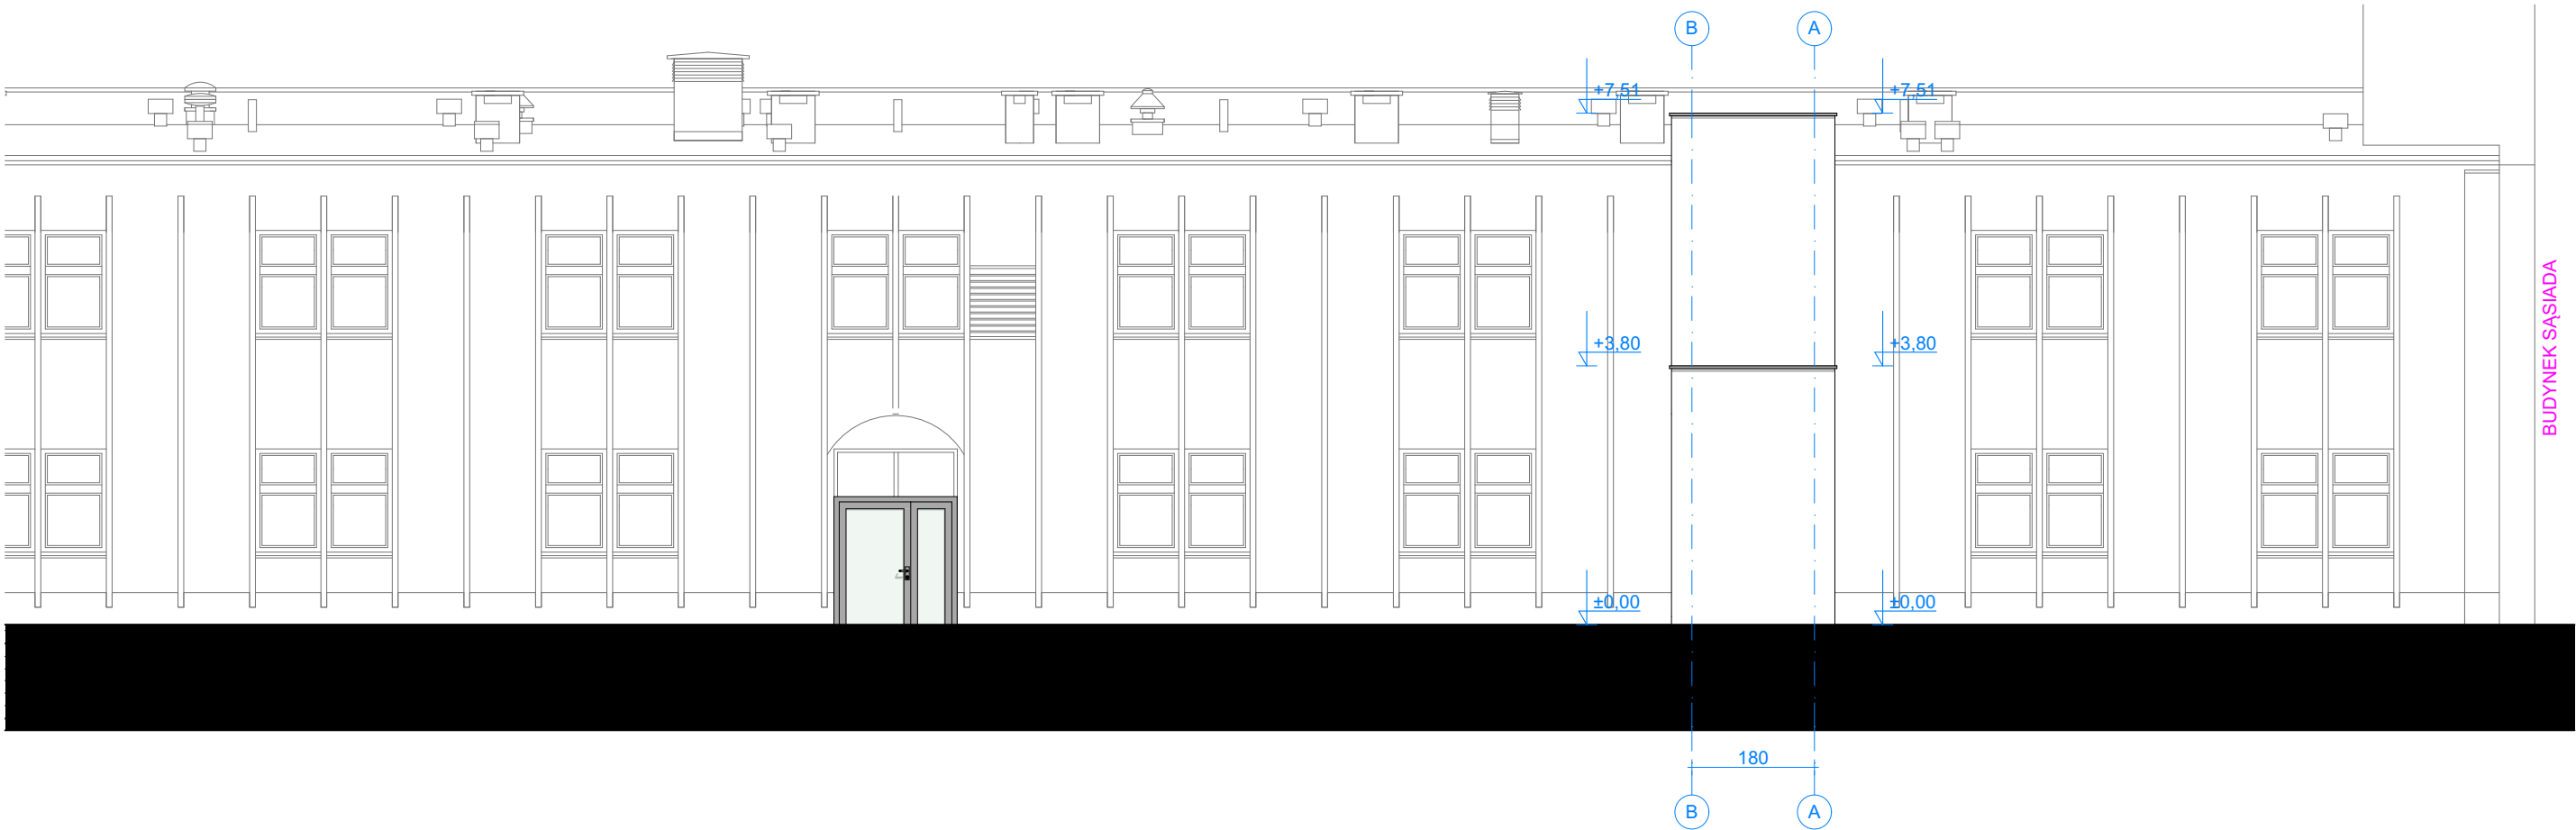 B A
+7,51 +7,51
+3,80 +3,80
BUDYNEK SĄSIADA
±0,00 ±0,00
180
B A